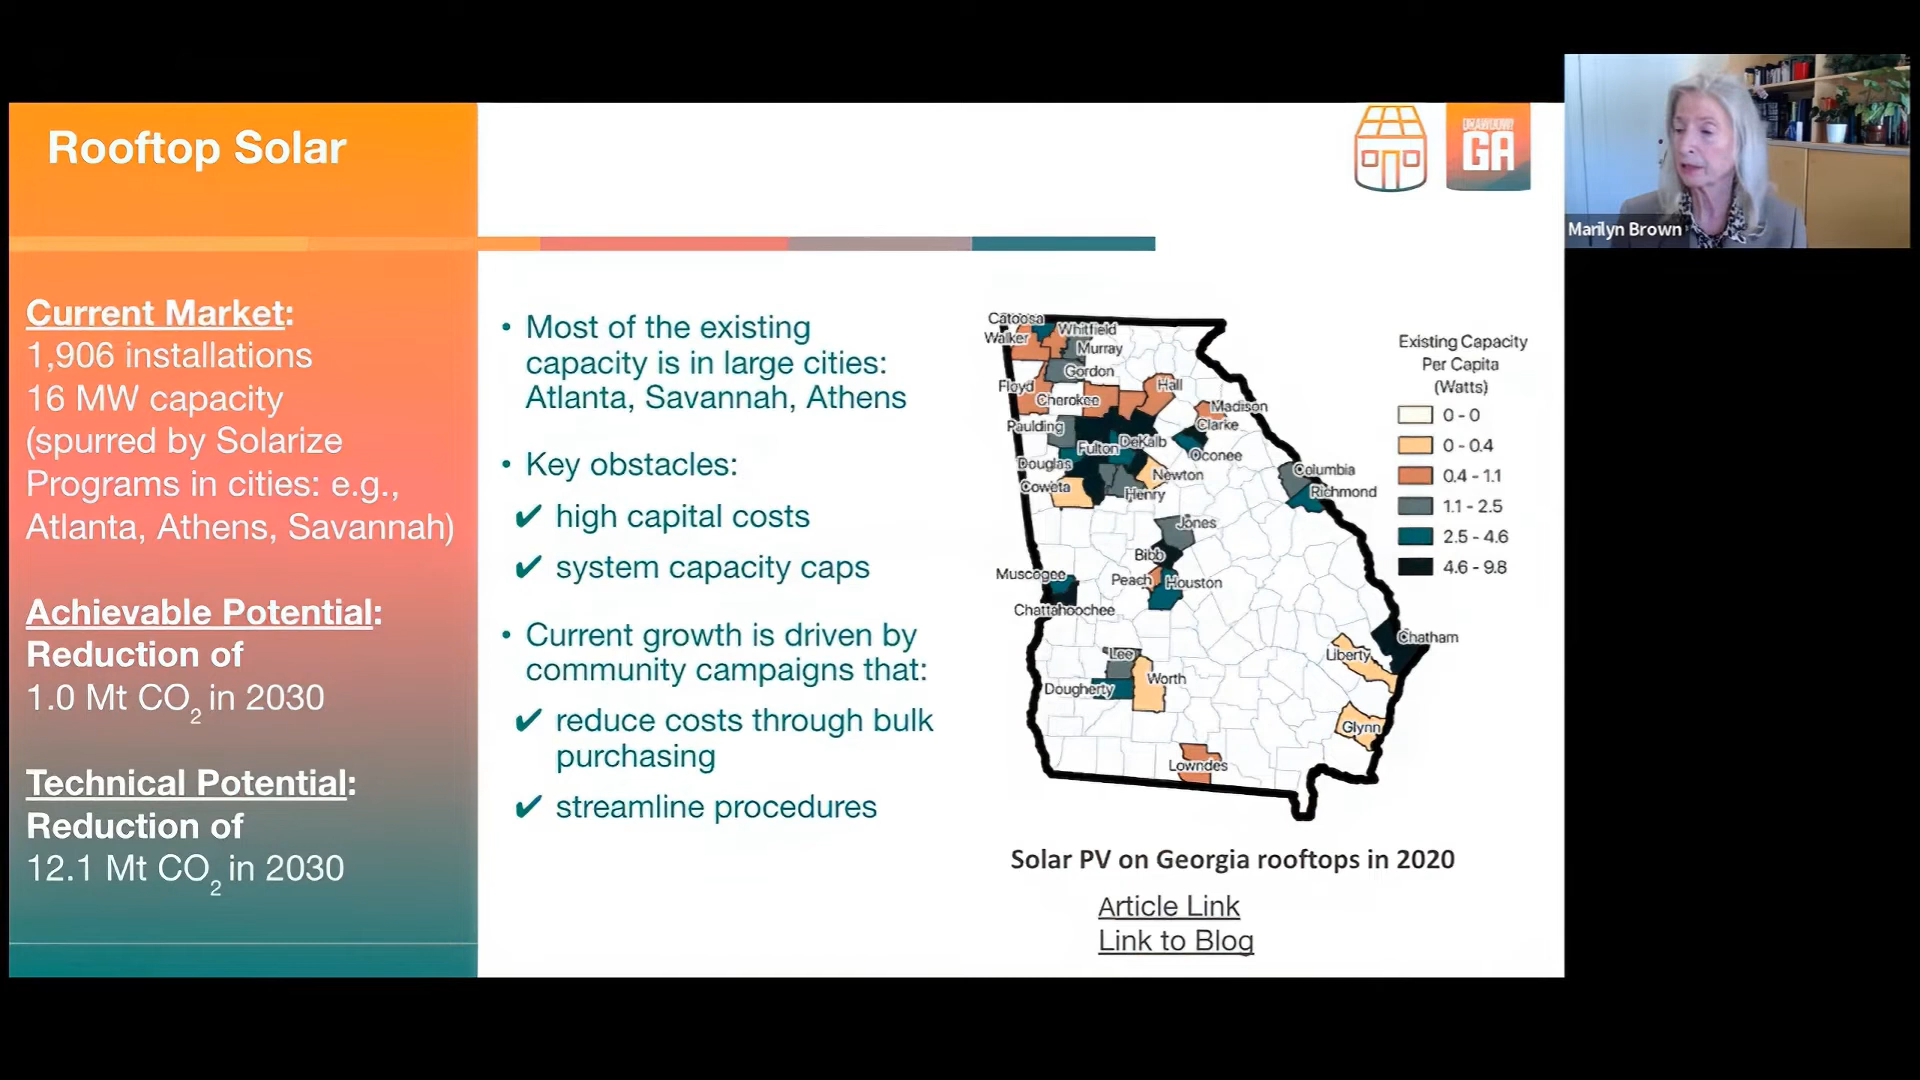 Rooftop Solar
Current Market:
1,906 installations
16 MW capacity
(spurred by Solarize
Programs in cities: e.g.,
Atlanta, Athens, Savannah)
Achievable Potential:
Reduction of
1.0 Mt CO2 in 2030
Technical Potential:
Reduction of
12.1 Mt CO2 in 2030
• Most of the existing
capacity is in large cities:
Atlanta, Savannah, Athens
• Key obstacles:
✔ high capital costs
✔ system capacity caps
• Current growth is driven by
community campaigns that:
✔ reduce costs through bulk
purchasing
✔ streamline procedures
DRAWDOWN
GA
Catoosa
Walker
Whitfield
Murray
Gordon
Floyd
Cherokee
Hall
Madison
Clarke
Paulding
Fulton
DeKalb
Oconee
Douglas
Newton
Coweta
Henry
Columbia
Richmond
Jones
Bibb
Muscogee
Peach
Houston
Chattahoochee
Chatham
Liberty
Lee
Worth
Dougherty
Glynn
Lowndes
Existing Capacity
Per Capita
(Watts)
0 - 0
0 - 0.4
0.4 - 1.1
1.1 - 2.5
2.5 - 4.6
4.6 - 9.8
Solar PV on Georgia rooftops in 2020
Article Link
Link to Blog
Marilyn Brown